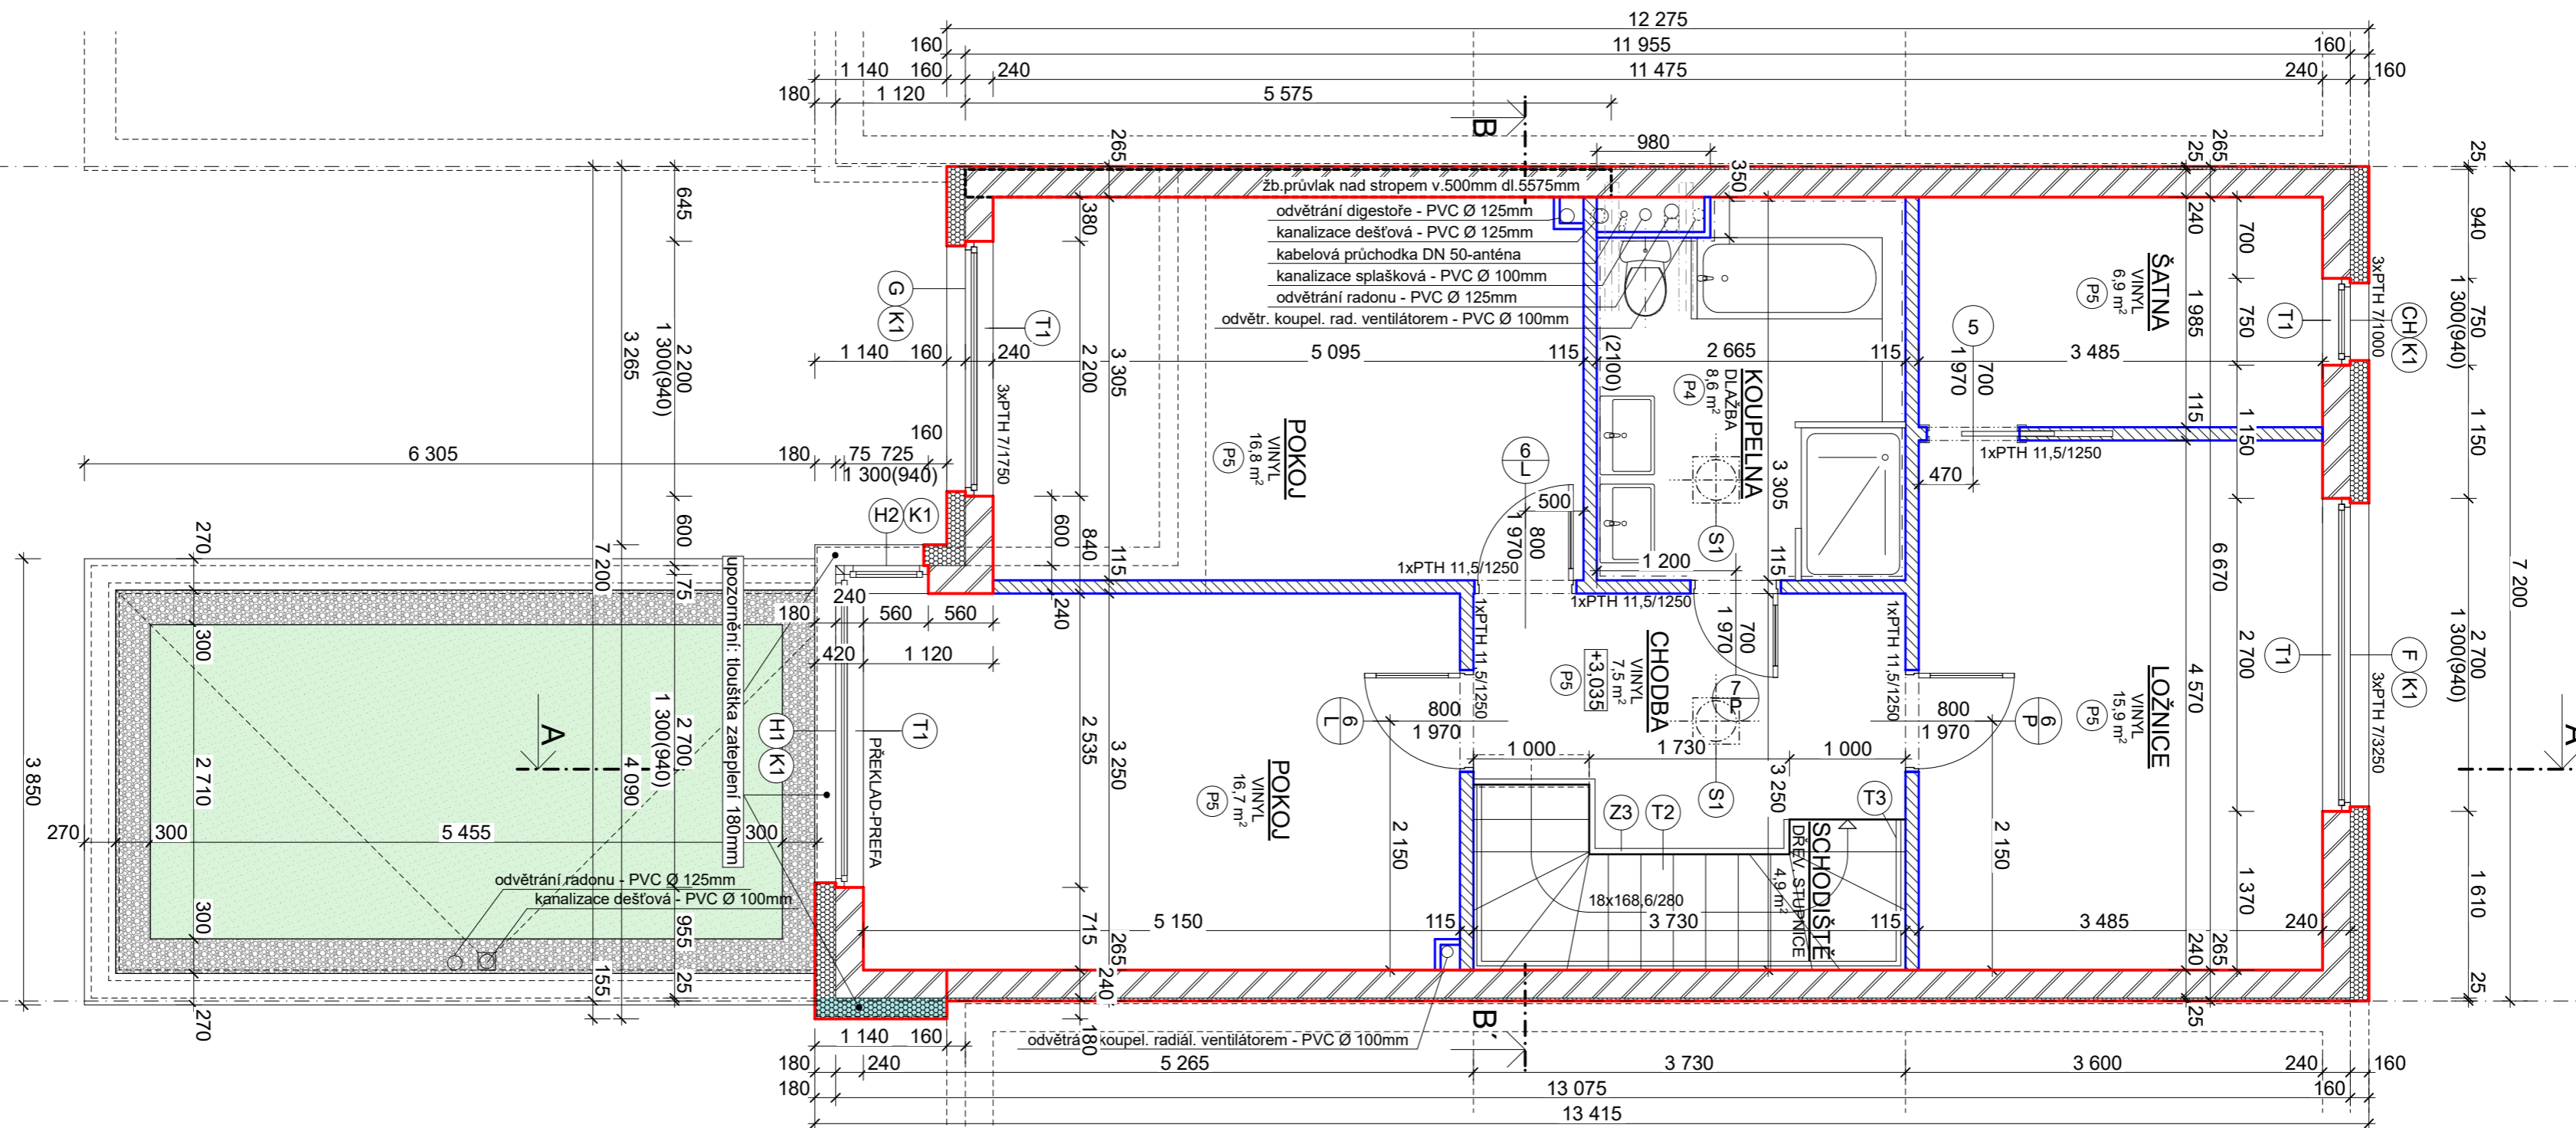 12 275
160
11 955
160
1 140
160
240
11 475
240
160
180
1 120
5 575
B
265
980
350
265
25
25
7 200
žb.průvlak nad stropem v.500mm dl.5575mm
odvětrání digestoře - PVC Ø 125mm
kanalizace dešťová - PVC Ø 125mm
kabelová průchodka DN 50-anténa
kanalizace splašková - PVC Ø 100mm
odvětrání radonu - PVC Ø 125mm
odvětr. koupel. rad. ventilátorem - PVC Ø 100mm
645
380
240
700
940
G
K1
T1
ŠATNA
VINYL
6,9 m²
P5
T1
3xPTH 7/1000
CH
K1
750
750
1 300(940)
1 985
5
700
1 970
3 265
2 200
1 300(940)
1 140
160
240
2 200
3 305
5 095
115
(2100)
2 665
115
3 485
3xPTH 7/1750
KOUPELNA
DLAŽBA
8,6 m²
P4
115
1 150
1 150
1xPTH 11,5/1250
470
6 305
180
75
725
160
1 300(940)
POKOJ
VINYL
16,8 m²
P5
6
L
500
800
1 970
3 305
S1
H2
K1
600
840
600
115
1xPTH 11,5/1250
1 200
115
6 670
7 200
270
75
upozornění: tlouštka zateplení 180mm
240
180
560
560
240
1xPTH 11,5/1250
1xPTH 11,5/1250
1xPTH 11,5/1250
700
1 970
420
1 120
300
CHODBA
VINYL
7,5 m²
+3,035
P5
7
4 570
2 700
T1
F
K1
3xPTH 7/3250
2 700
1 300(940)
LOŽNICE
VINYL
15,9 m²
P5
A
A
H1
K1
T1
PŘEKLAD-PREFA
2 700
1 300(940)
4 090
2 535
3 250
6
L
800
1 970
800
1 970
6
P
1 000
1 730
1 000
3 250
S1
3 850
2 710
POKOJ
VINYL
16,7 m²
P5
2 150
Z3
T2
T3
SCHODIŠTĚ
DŘEV. STUPNICE
4,9 m²
2 150
270
300
5 455
300
odvětrání radonu - PVC Ø 125mm
kanalizace dešťová - PVC Ø 100mm
18x168,6/280
1 370
1 610
300
955
715
5 150
115
3 730
115
3 485
240
155
25
265
240
240
265
25
25
270
180
1 140
160
B´
odvětrá koupel. radiál. ventilátorem - PVC Ø 100mm
180
240
5 265
3 730
3 600
240
160
180
13 075
160
13 415